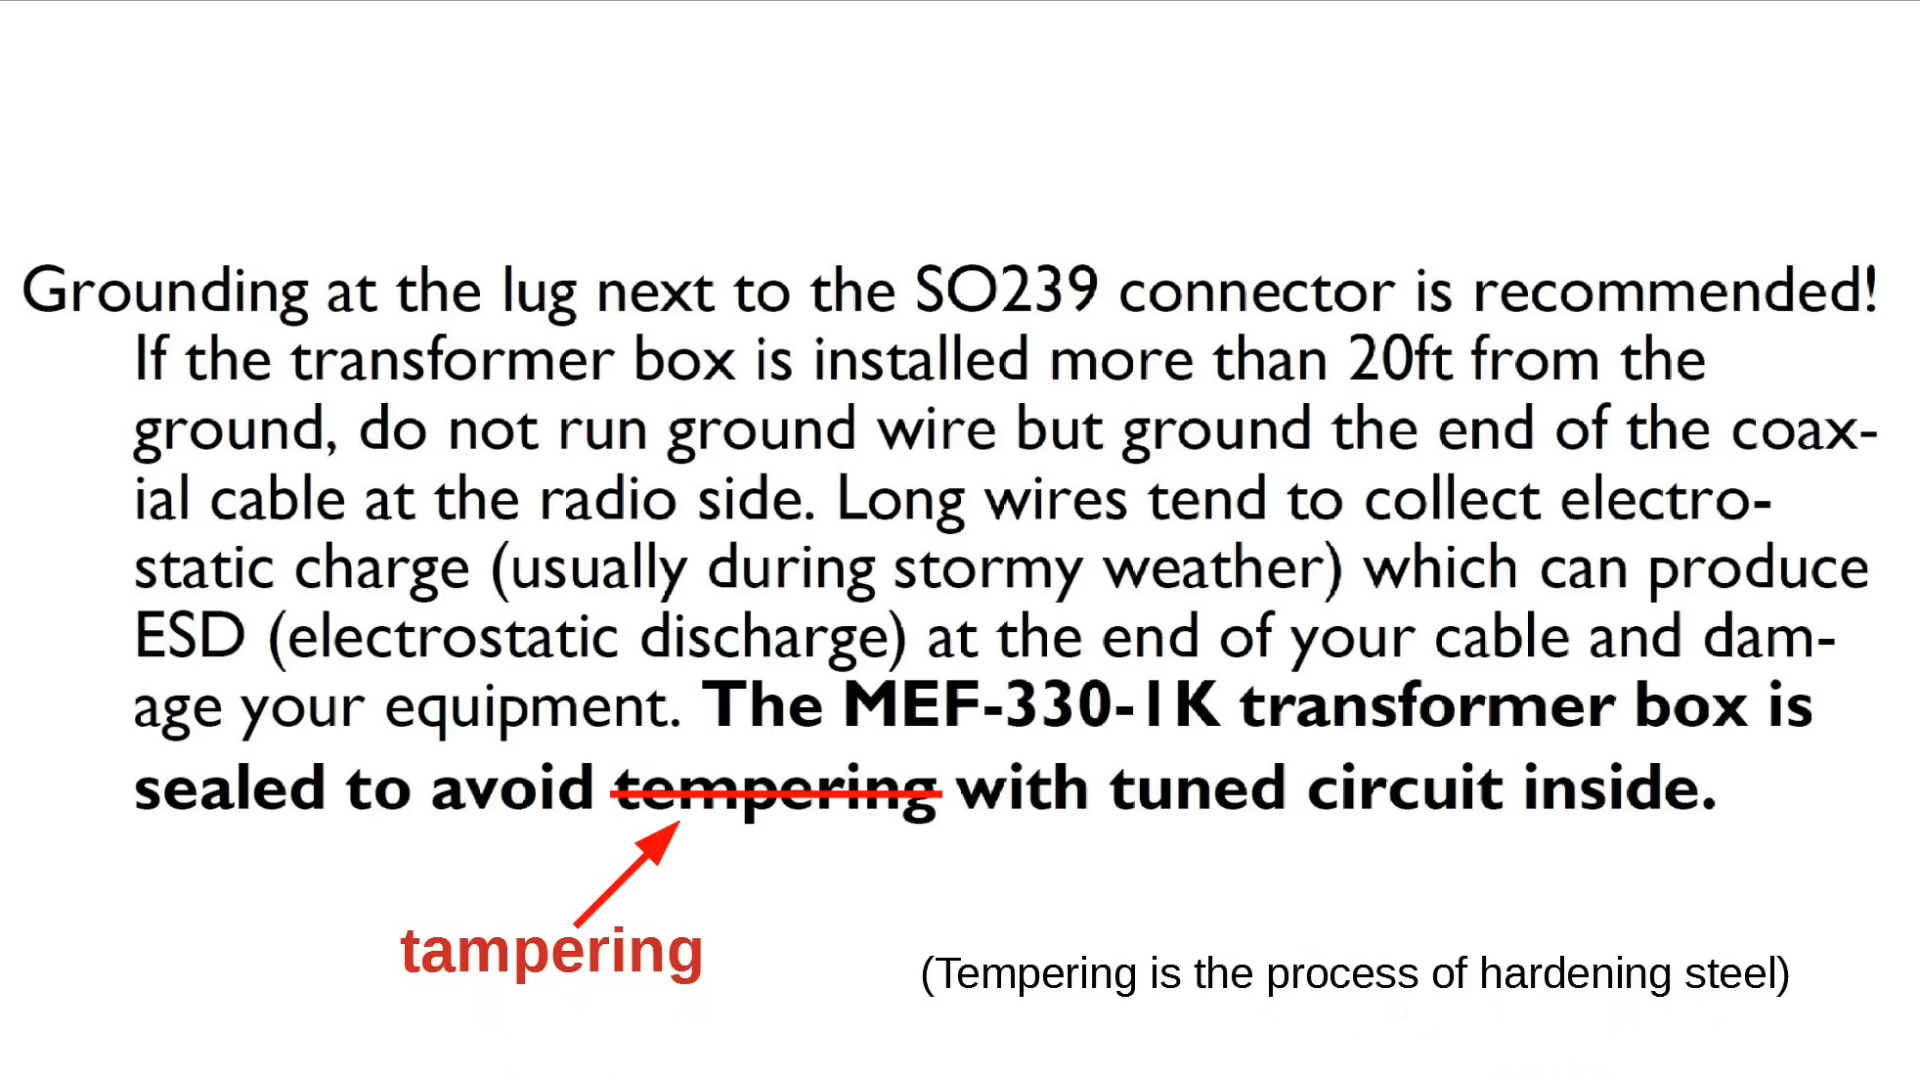 Grounding at the lug next to the SO239 connector is recommended!
If the transformer box is installed more than 20ft from the
ground, do not run ground wire but ground the end of the coax-
ial cable at the radio side. Long wires tend to collect electro-
static charge (usually during stormy weather) which can produce
ESD (electrostatic discharge) at the end of your cable and dam-
age your equipment. The MEF-330-1K transformer box is
sealed to avoid tempering with tuned circuit inside.
tampering
(Tempering is the process of hardening steel)